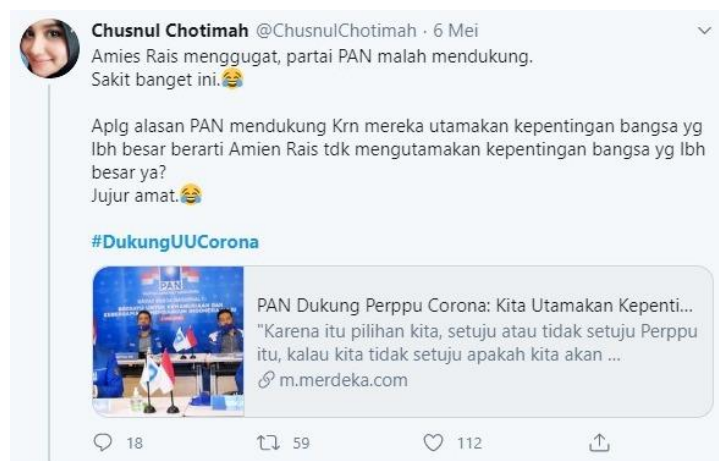 Chusnul Chotimah @ChusnulChotimah · 6 Mei
Amies Rais menggugat, partai PAN malah mendukung.
Sakit banget ini.😂
Aplg alasan PAN mendukung Krn mereka utamakan kepentingan bangsa yg
lbh besar berarti Amien Rais tdk mengutamakan kepentingan bangsa yg lbh
besar ya?
Jujur amat.😂
#DukungUUCorona
PAN
PAN Dukung Perppu Corona: Kita Utamakan Kepenti...
"Karena itu pilihan kita, setuju atau tidak setuju Perppu
itu, kalau kita tidak setuju apakah kita akan ...
m.merdeka.com
18 59 112